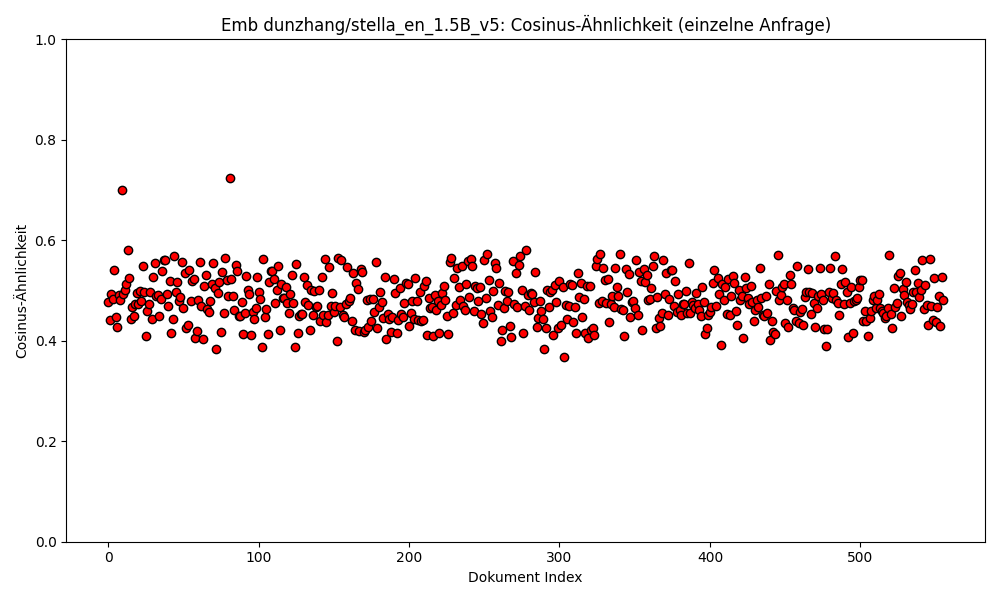 Emb dunzhang/stella_en_1.5B_v5: Cosinus-Ähnlichkeit (einzelne Anfrage)
1.0
0.8
0.6
0.4
0.2
0.0
Cosinus-Ähnlichkeit
0 100 200 300 400 500
Dokument Index